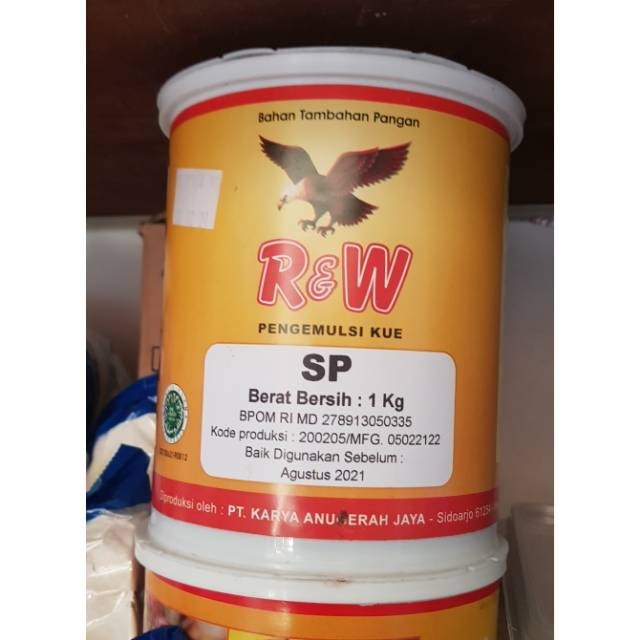 Bahan Tambahan Pangan
R&W
PENGEMULSI KUE
SP
Berat Bersih : 1 Kg
BPOM RI MD 278913050335
Kode produksi : 200205/MFG. 05022122
Baik Digunakan Sebelum :
Agustus 2021
Diproduksi oleh : PT. KARYA ANUGERAH JAYA - Sidoarjo